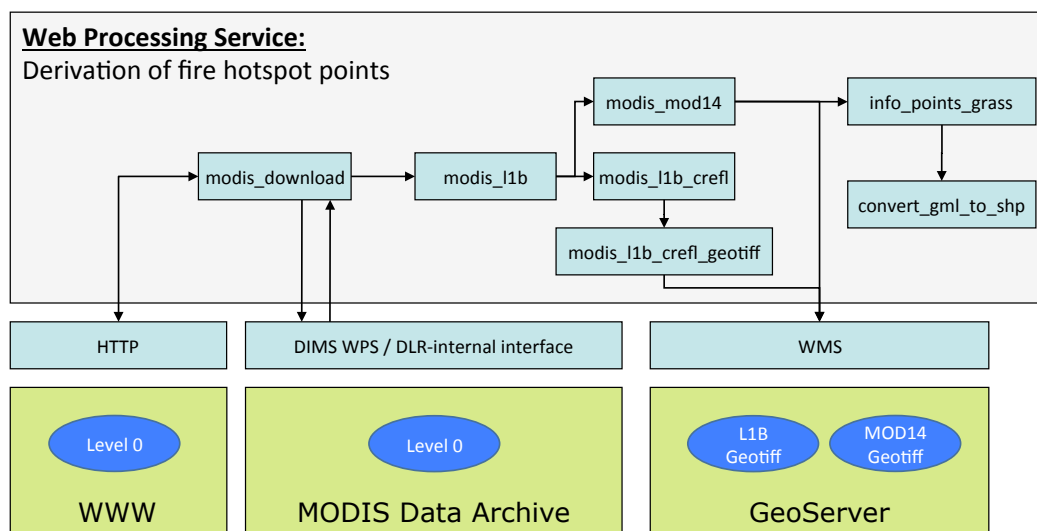 Web Processing Service:
Derivation of fire hotspot points
modis_mod14
info_points_grass
modis_download
modis_l1b
modis_l1b_crefl
convert_gml_to_shp
modis_l1b_crefl_geotiff
HTTP
DIMS WPS / DLR-internal interface
WMS
Level 0
Level 0
L1B
Geotiff
MOD14
Geotiff
WWW
MODIS Data Archive
GeoServer